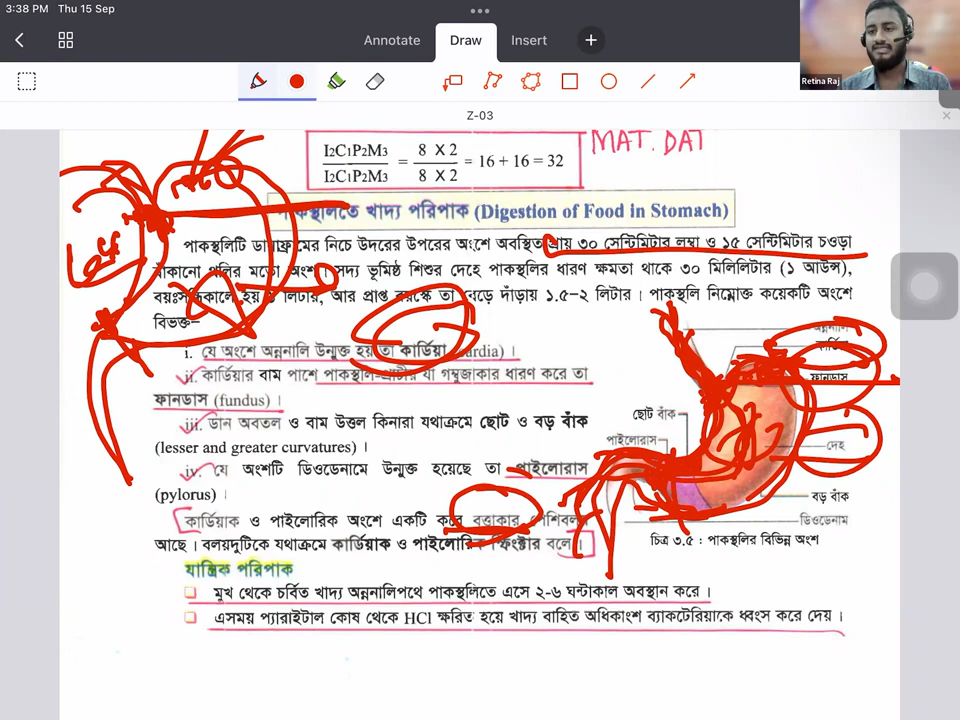 3:38 PM Thu 15 Sep
Annotate Draw Insert
Retina Raj
Z-03
I2C1P2M3 / I2C1P2M3 = 8 X 2 / 8 X 2 = 16 + 16 = 32
MAT. DAT
পাকস্থলিতে খাদ্য পরিপাক (Digestion of Food in Stomach)
পাকস্থলিটি ডায়াফ্রামের নিচে উদরের উপরের অংশে অবস্থিত প্রায় ৩০ সেন্টিমিটার লম্বা ও ১৫ সেন্টিমিটার চওড়া
বাঁকানো থলির মতো অংশ। সদ্য ভূমিষ্ঠ শিশুর দেহে পাকস্থলির ধারণ ক্ষমতা থাকে ৩০ মিলিলিটার (১ আউন্স),
বয়ঃসন্ধিকালে হয় লিটার, আর প্রাপ্ত বয়স্কে তা বেড়ে দাঁড়ায় ১.৫-২ লিটার। পাকস্থলি নিম্নোক্ত কয়েকটি অংশে
বিভক্ত–
i. যে অংশে অন্ননালি উন্মুক্ত হয় তা কার্ডিয়া (cardia)।
ii. কার্ডিয়ার বাম পাশে পাকস্থলি-প্রাচীর যা গম্বুজাকার ধারণ করে তা
ফানডাস (fundus)।
iii. ডান অবতল ও বাম উত্তল কিনারা যথাক্রমে ছোট ও বড় বাঁক
(lesser and greater curvatures)।
iv. যে অংশটি ডিওডেনামে উন্মুক্ত হয়েছে তা পাইলোরাস
(pylorus)।
কার্ডিয়াক ও পাইলোরিক অংশে একটি করে বৃত্তাকার পেশিবলয়
আছে। বলয়দুটিকে যথাক্রমে কার্ডিয়াক ও পাইলোরিক স্ফিংক্টার বলে।
অন্ননালি
কার্ডিয়া
ফানডাস
ছোট বাঁক
পাইলোরাস
দেহ
বড় বাঁক
ডিওডেনাম
চিত্র ৩.৫ : পাকস্থলির বিভিন্ন অংশ
যান্ত্রিক পরিপাক
মুখ থেকে চর্বিত খাদ্য অন্ননালিপথে পাকস্থলিতে এসে ২-৬ ঘন্টাকাল অবস্থান করে।
এসময় প্যারাইটাল কোষ থেকে HCl ক্ষরিত হয়ে খাদ্য বাহিত অধিকাংশ ব্যাকটেরিয়াকে ধ্বংস করে দেয়।